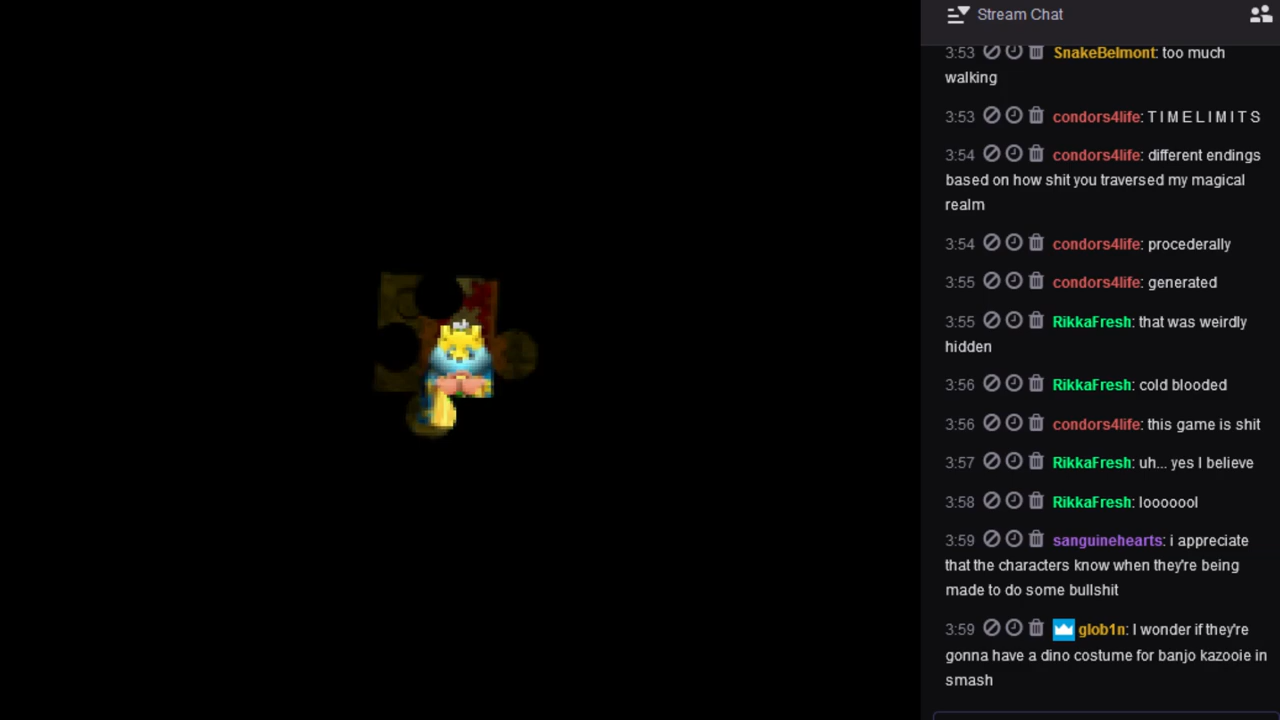 Stream Chat
3:53 SnakeBelmont: too much
walking
3:53 condors4life: T I M E L I M I T S
3:54 condors4life: different endings
based on how shit you traversed my magical
realm
3:54 condors4life: procederally
3:55 condors4life: generated
3:55 RikkaFresh: that was weirdly
hidden
3:56 RikkaFresh: cold blooded
3:56 condors4life: this game is shit
3:57 RikkaFresh: uh... yes I believe
3:58 RikkaFresh: looooool
3:59 sanguinehearts: i appreciate
that the characters know when they're being
made to do some bullshit
3:59 glob1n: I wonder if they're
gonna have a dino costume for banjo kazooie in
smash